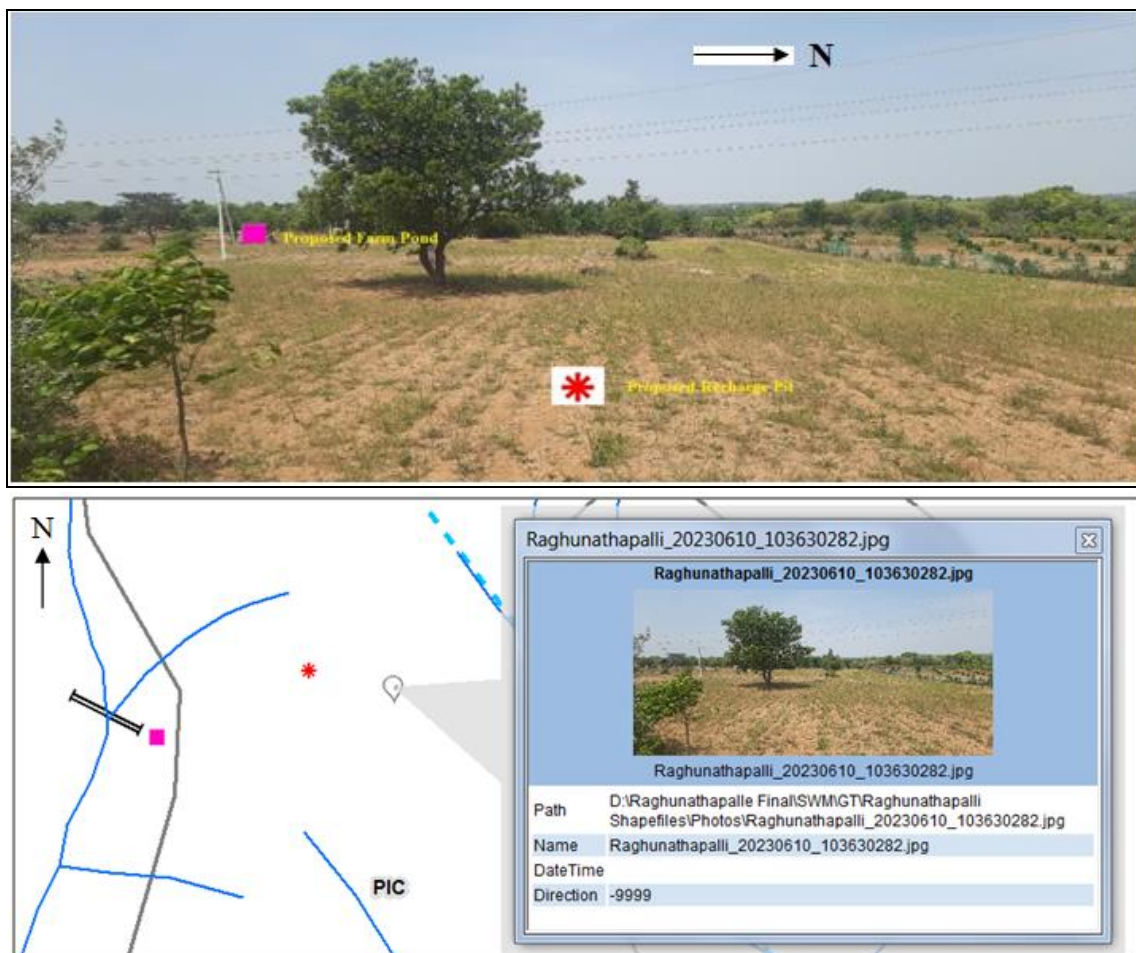 N
Proposed Farm Pond
Proposed Recharge Pit
N
PIC
Raghunathapalli_20230610_103630282.jpg
Raghunathapalli_20230610_103630282.jpg
Raghunathapalli_20230610_103630282.jpg
Path D:\Raghunathapalle Final\SWM\GT\Raghunathapalli
Shapefiles\Photos\Raghunathapalli_20230610_103630282.jpg
Name Raghunathapalli_20230610_103630282.jpg
DateTime
Direction -9999